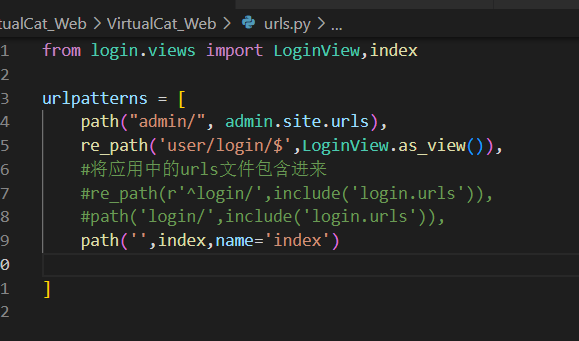 tualCat_Web > VirtualCat_Web > urls.py > ...
1 from login.views import LoginView,index
2
3 urlpatterns = [
4 path("admin/", admin.site.urls),
5 re_path('user/login/$',LoginView.as_view()),
6 #将应用中的urls文件包含进来
7 #re_path(r'^login/',include('login.urls')),
8 #path('login/',include('login.urls')),
9 path('',index,name='index')
0
1 ]
2